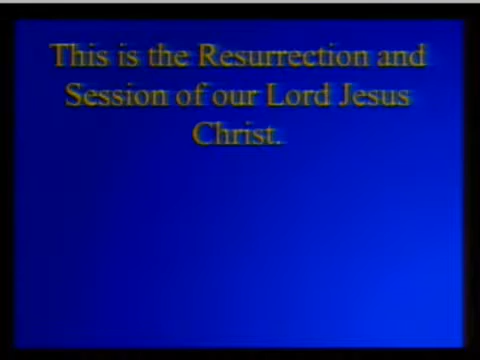 This is the Resurrection and
Session of our Lord Jesus
Christ.